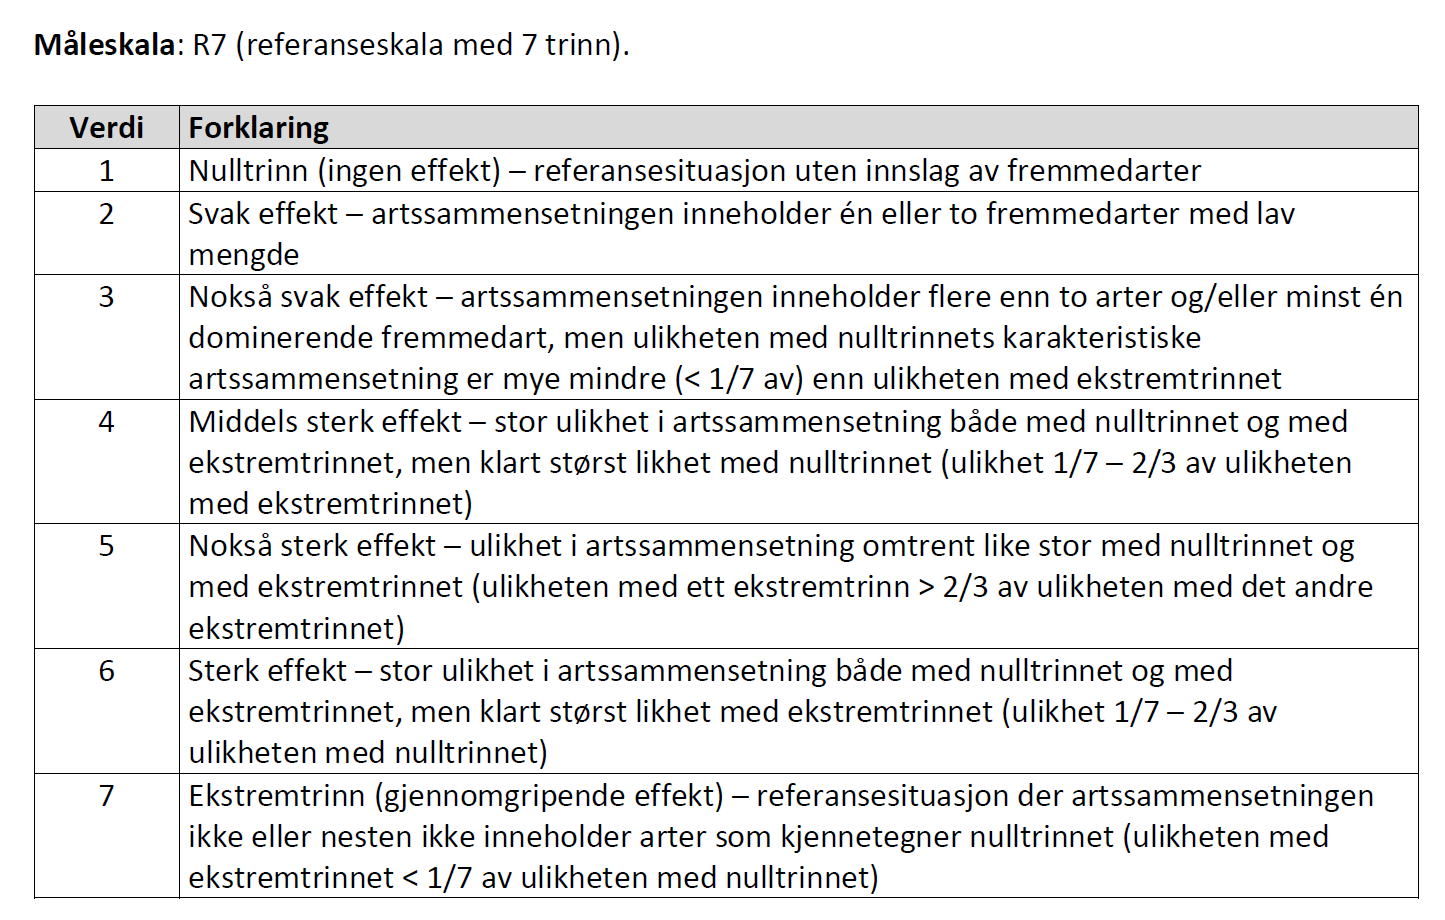 Måleskala: R7 (referanseskala med 7 trinn).
Verdi Forklaring
1 Nulltrinn (ingen effekt) – referansesituasjon uten innslag av fremmedarter
2 Svak effekt – artssammensetningen inneholder én eller to fremmedarter med lav
mengde
3 Nokså svak effekt – artssammensetningen inneholder flere enn to arter og/eller minst én
dominerende fremmedart, men ulikheten med nulltrinnets karakteristiske
artssammensetning er mye mindre (< 1/7 av) enn ulikheten med ekstremtrinnet
4 Middels sterk effekt – stor ulikhet i artssammensetning både med nulltrinnet og med
ekstremtrinnet, men klart størst likhet med nulltrinnet (ulikhet 1/7 – 2/3 av ulikheten
med ekstremtrinnet)
5 Nokså sterk effekt – ulikhet i artssammensetning omtrent like stor med nulltrinnet og
med ekstremtrinnet (ulikheten med ett ekstremtrinn > 2/3 av ulikheten med det andre
ekstremtrinnet)
6 Sterk effekt – stor ulikhet i artssammensetning både med nulltrinnet og med
ekstremtrinnet, men klart størst likhet med ekstremtrinnet (ulikhet 1/7 – 2/3 av
ulikheten med nulltrinnet)
7 Ekstremtrinn (gjennomgripende effekt) – referansesituasjon der artssammensetningen
ikke eller nesten ikke inneholder arter som kjennetegner nulltrinnet (ulikheten med
ekstremtrinnet < 1/7 av ulikheten med nulltrinnet)